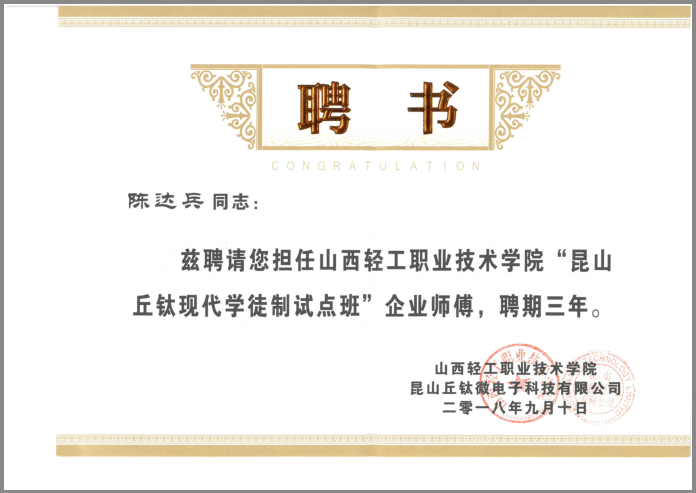 聘书
CONGRATULATION
陈达兵同志：
兹聘请您担任山西轻工职业技术学院“昆山
丘钛现代学徒制试点班”企业师傅，聘期三年。
山西轻工职业技术学院
昆山丘钛微电子科技有限公司
二零一八年九月十日